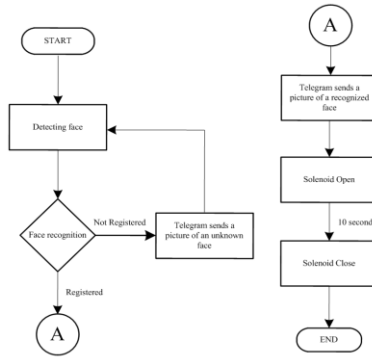 START
Detecting face
Face recognition
Not Registered
Telegram sends a
picture of an unknown
face
Registered
A
A
Telegram sends a
picture of a recognized
face
Solenoid Open
10 second
Solenoid Close
END